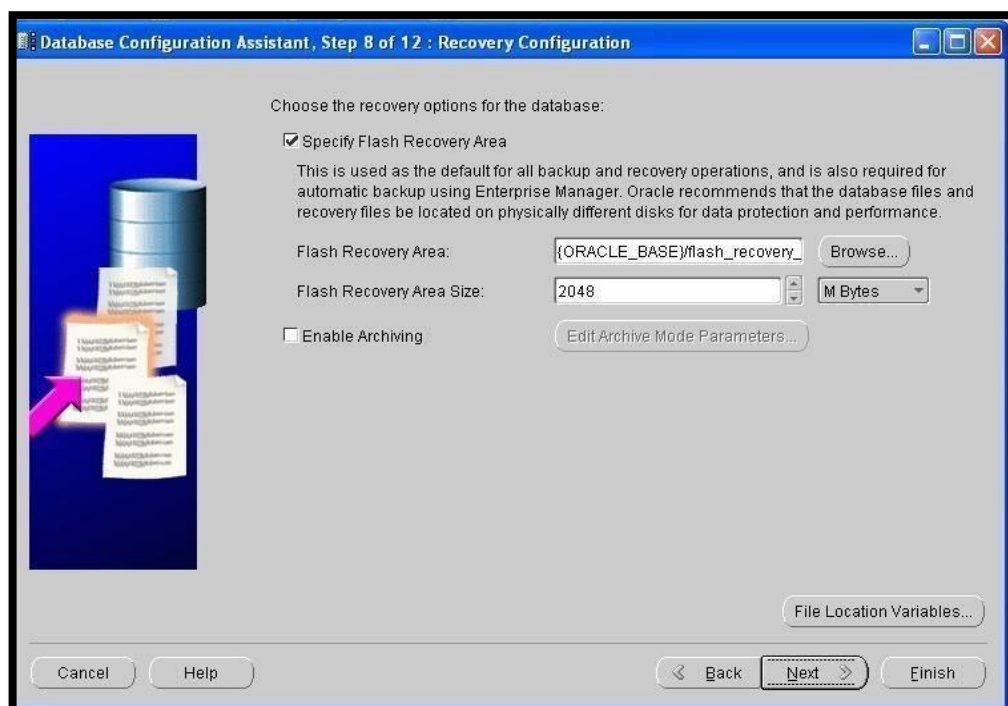 Database Configuration Assistant, Step 8 of 12 : Recovery Configuration
Choose the recovery options for the database:
Specify Flash Recovery Area
This is used as the default for all backup and recovery operations, and is also required for
automatic backup using Enterprise Manager. Oracle recommends that the database files and
recovery files be located on physically different disks for data protection and performance.
Flash Recovery Area: {ORACLE_BASE}/flash_recovery_ Browse...
Flash Recovery Area Size: 2048 M Bytes
Enable Archiving Edit Archive Mode Parameters...
File Location Variables...
Cancel Help Back Next Finish